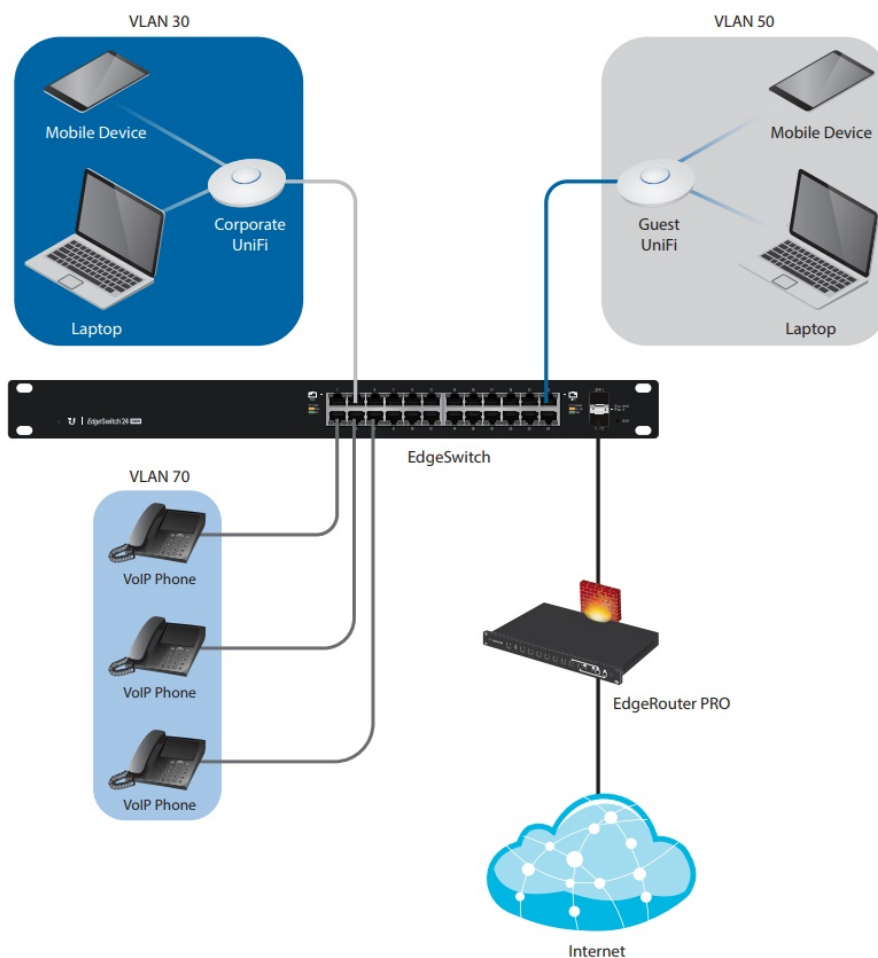 VLAN 30
VLAN 50
Mobile Device
Mobile Device
Corporate
UniFi
Guest
UniFi
Laptop
Laptop
EdgeSwitch 24
EdgeSwitch
VLAN 70
VoIP Phone
VoIP Phone
VoIP Phone
EdgeRouter PRO
Internet